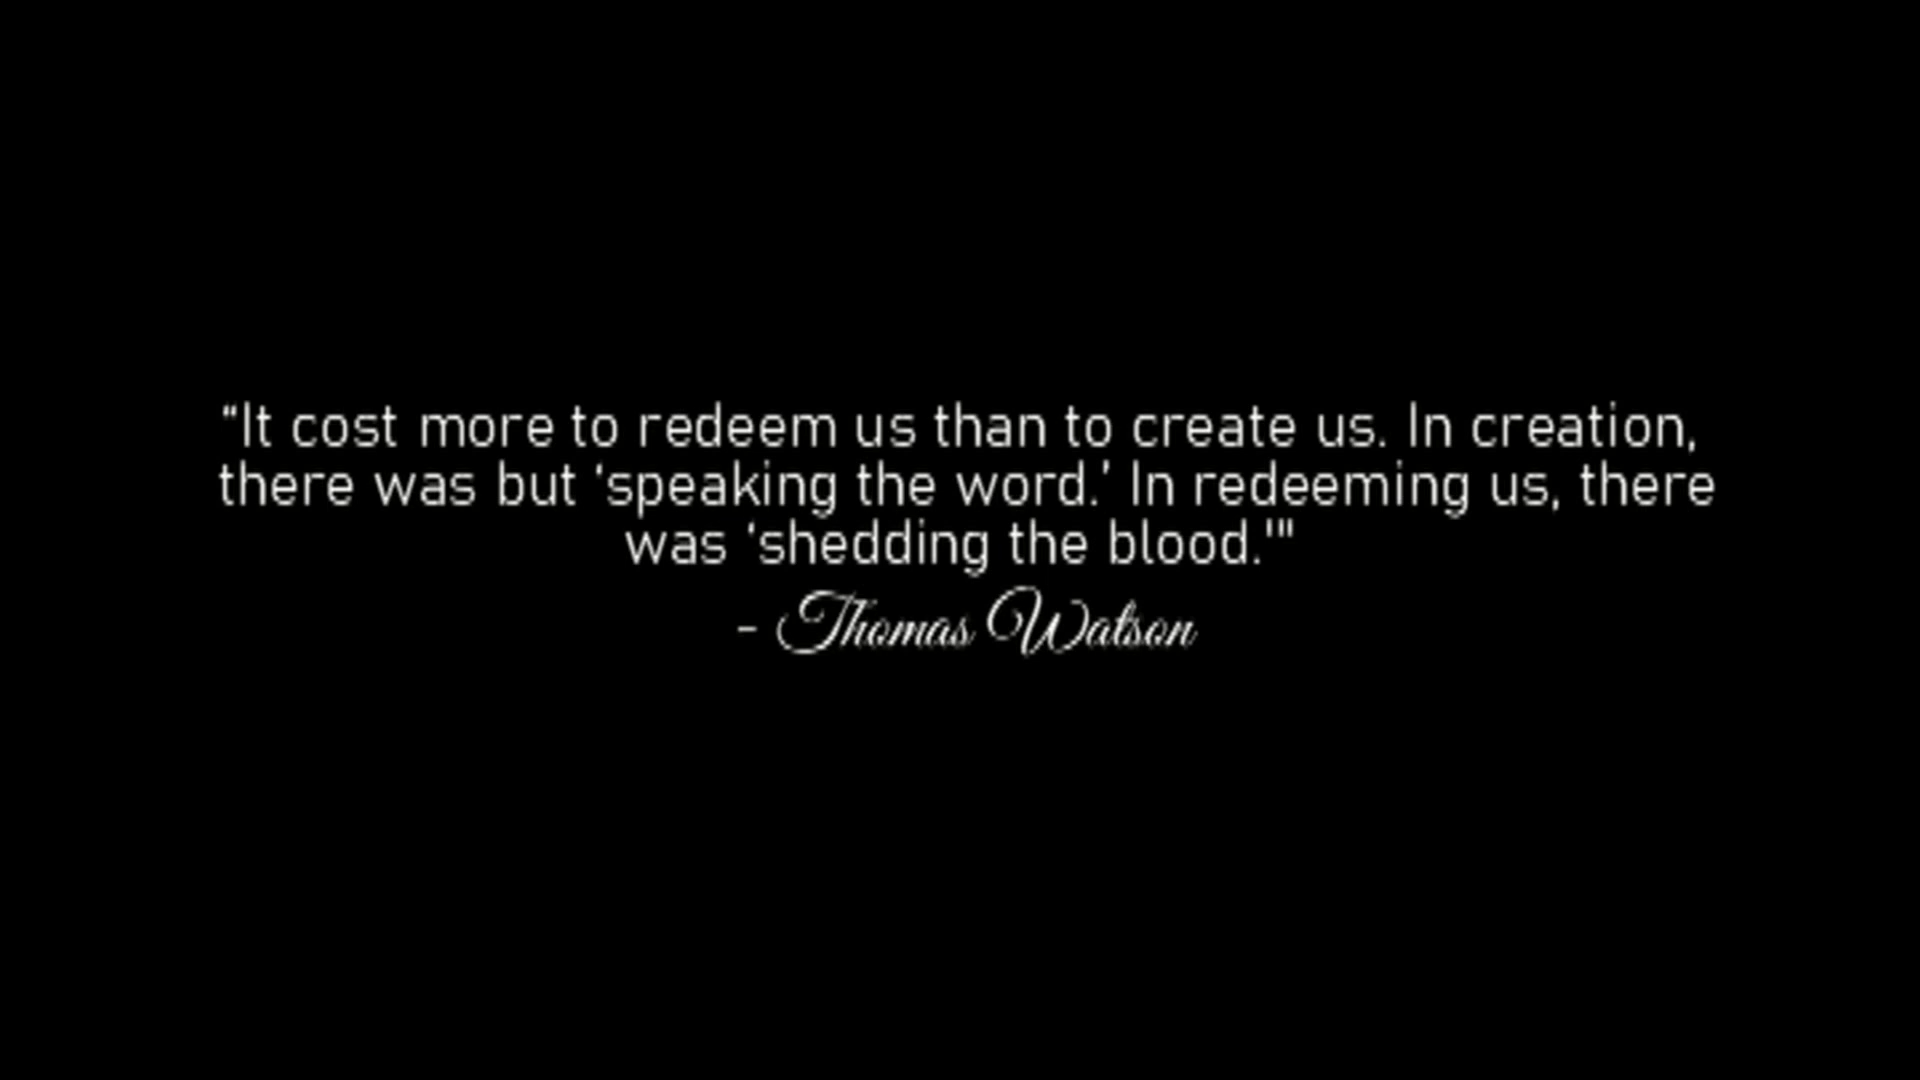 “It cost more to redeem us than to create us. In creation,
there was but ‘speaking the word.’ In redeeming us, there
was ‘shedding the blood.'"
- Thomas Watson